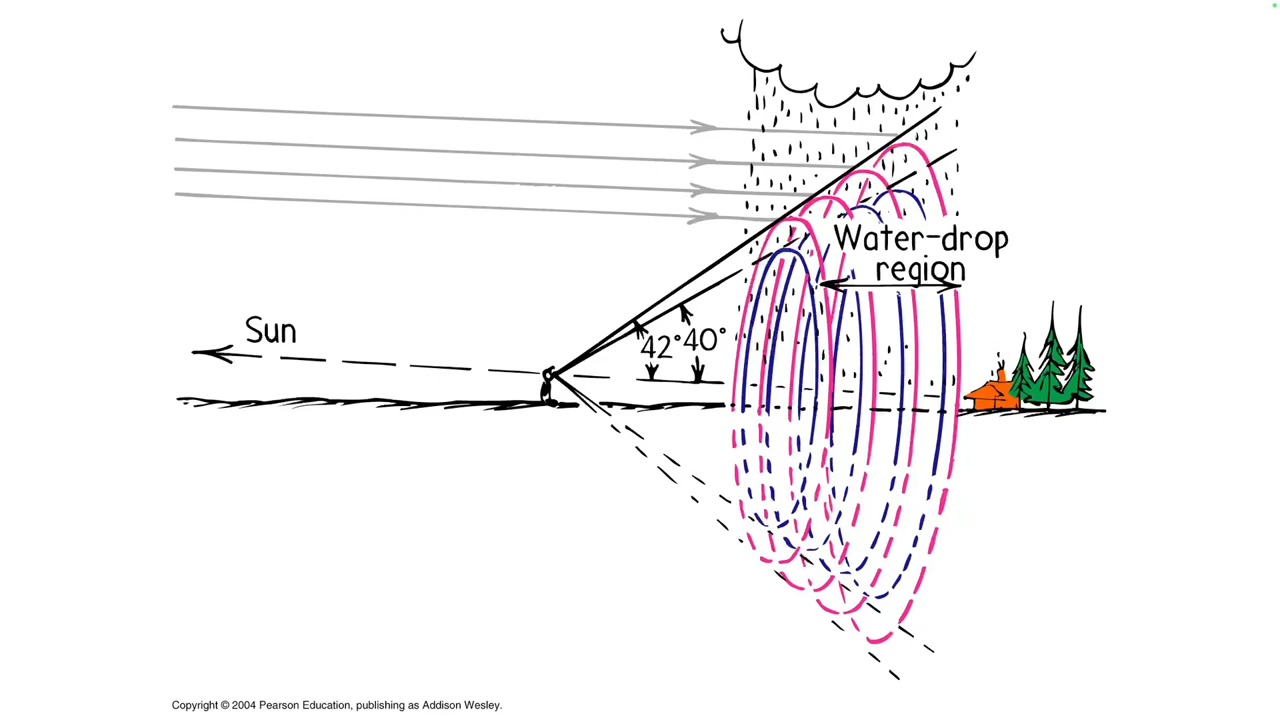 Water-drop
region
Sun
42°
40°
Copyright © 2004 Pearson Education, publishing as Addison Wesley.